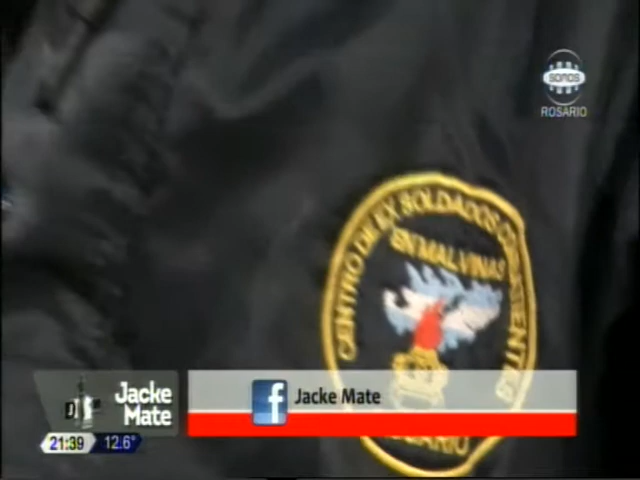 SOMOS
ROSARIO
CENTRO DE EX SOLDADOS COMBATIENTES
EN MALVINAS
ROSARIO
Jacke
Mate
f
Jacke Mate
21:39
12.6°